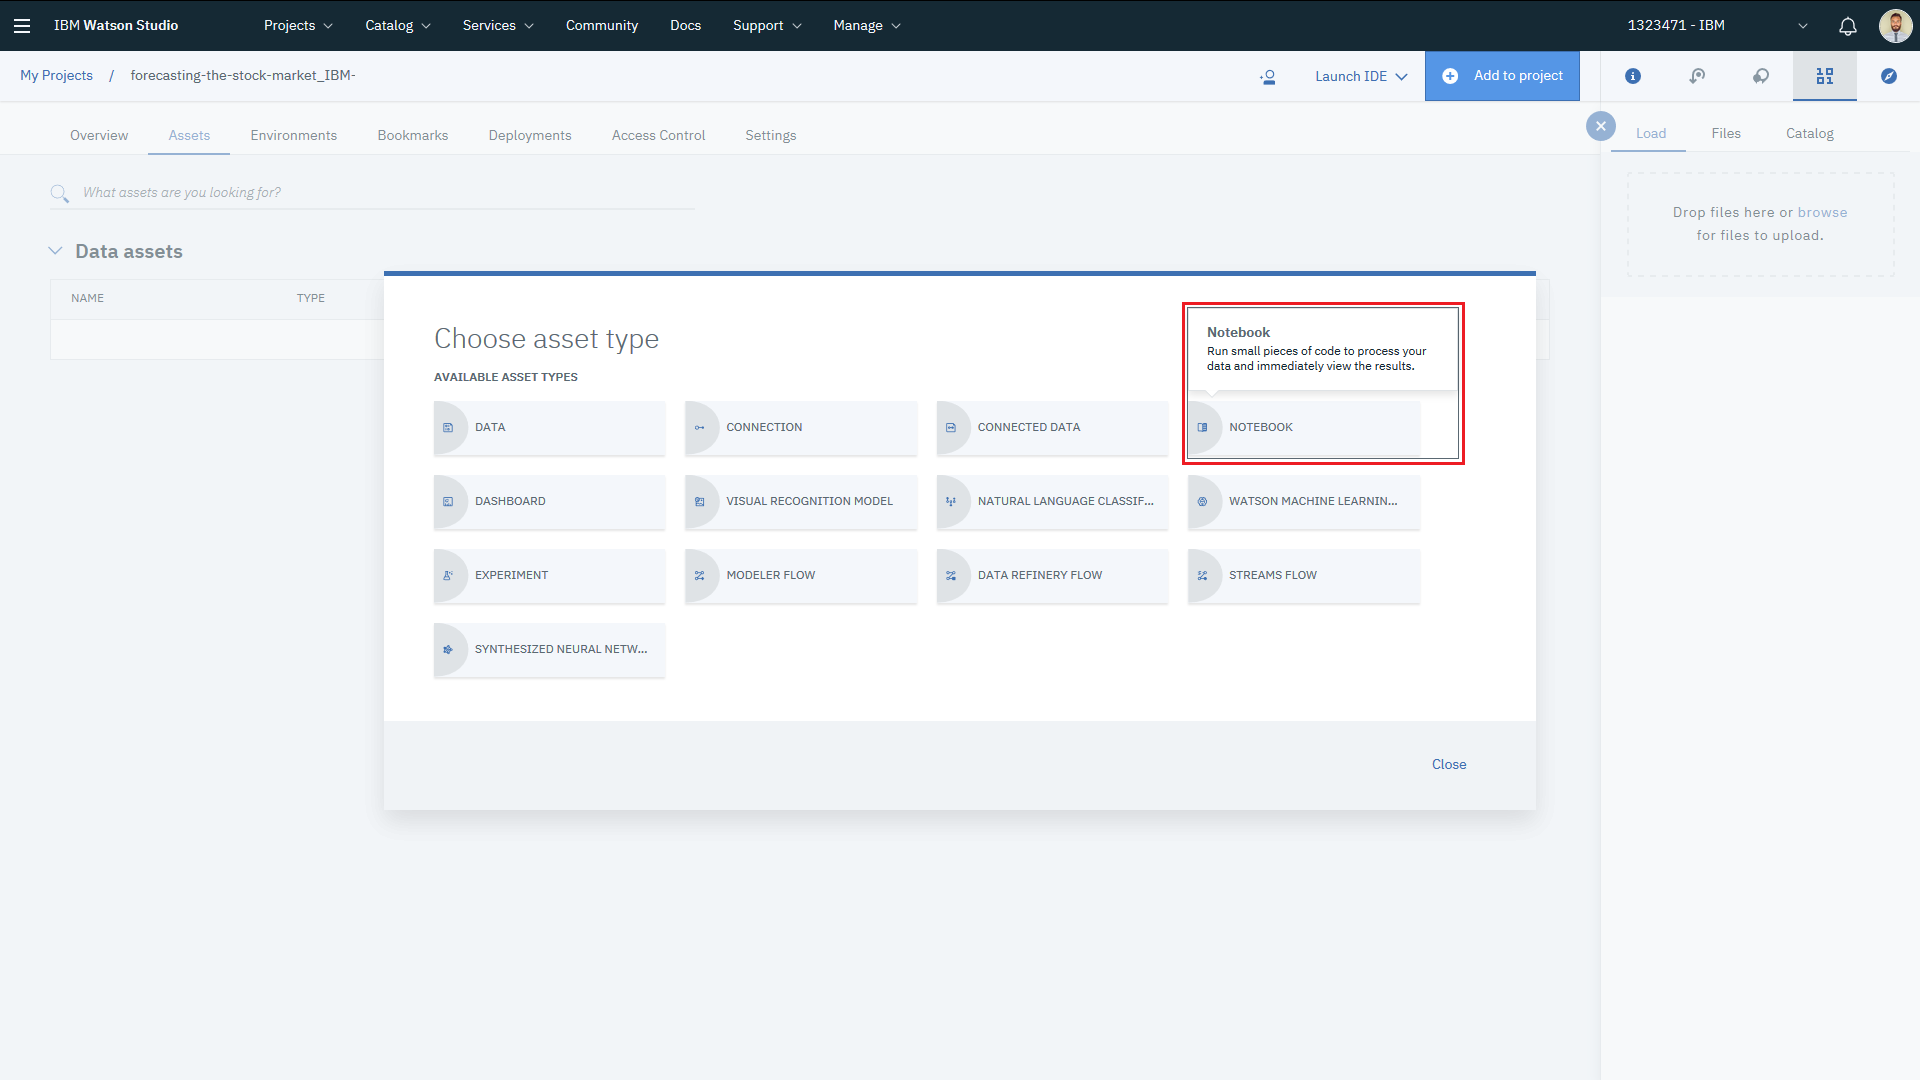 IBM Watson Studio
Projects
Catalog
Services
Community
Docs
Support
Manage
1323471 - IBM
My Projects / forecasting-the-stock-market_IBM-
Launch IDE
Add to project
Overview
Assets
Environments
Bookmarks
Deployments
Access Control
Settings
Load
Files
Catalog
What assets are you looking for?
Drop files here or browse
for files to upload.
Data assets
NAME
TYPE
Choose asset type
AVAILABLE ASSET TYPES
Notebook
Run small pieces of code to process your
data and immediately view the results.
DATA
CONNECTION
CONNECTED DATA
NOTEBOOK
DASHBOARD
VISUAL RECOGNITION MODEL
NATURAL LANGUAGE CLASSIF...
WATSON MACHINE LEARNIN...
EXPERIMENT
MODELER FLOW
DATA REFINERY FLOW
STREAMS FLOW
SYNTHESIZED NEURAL NETW...
Close